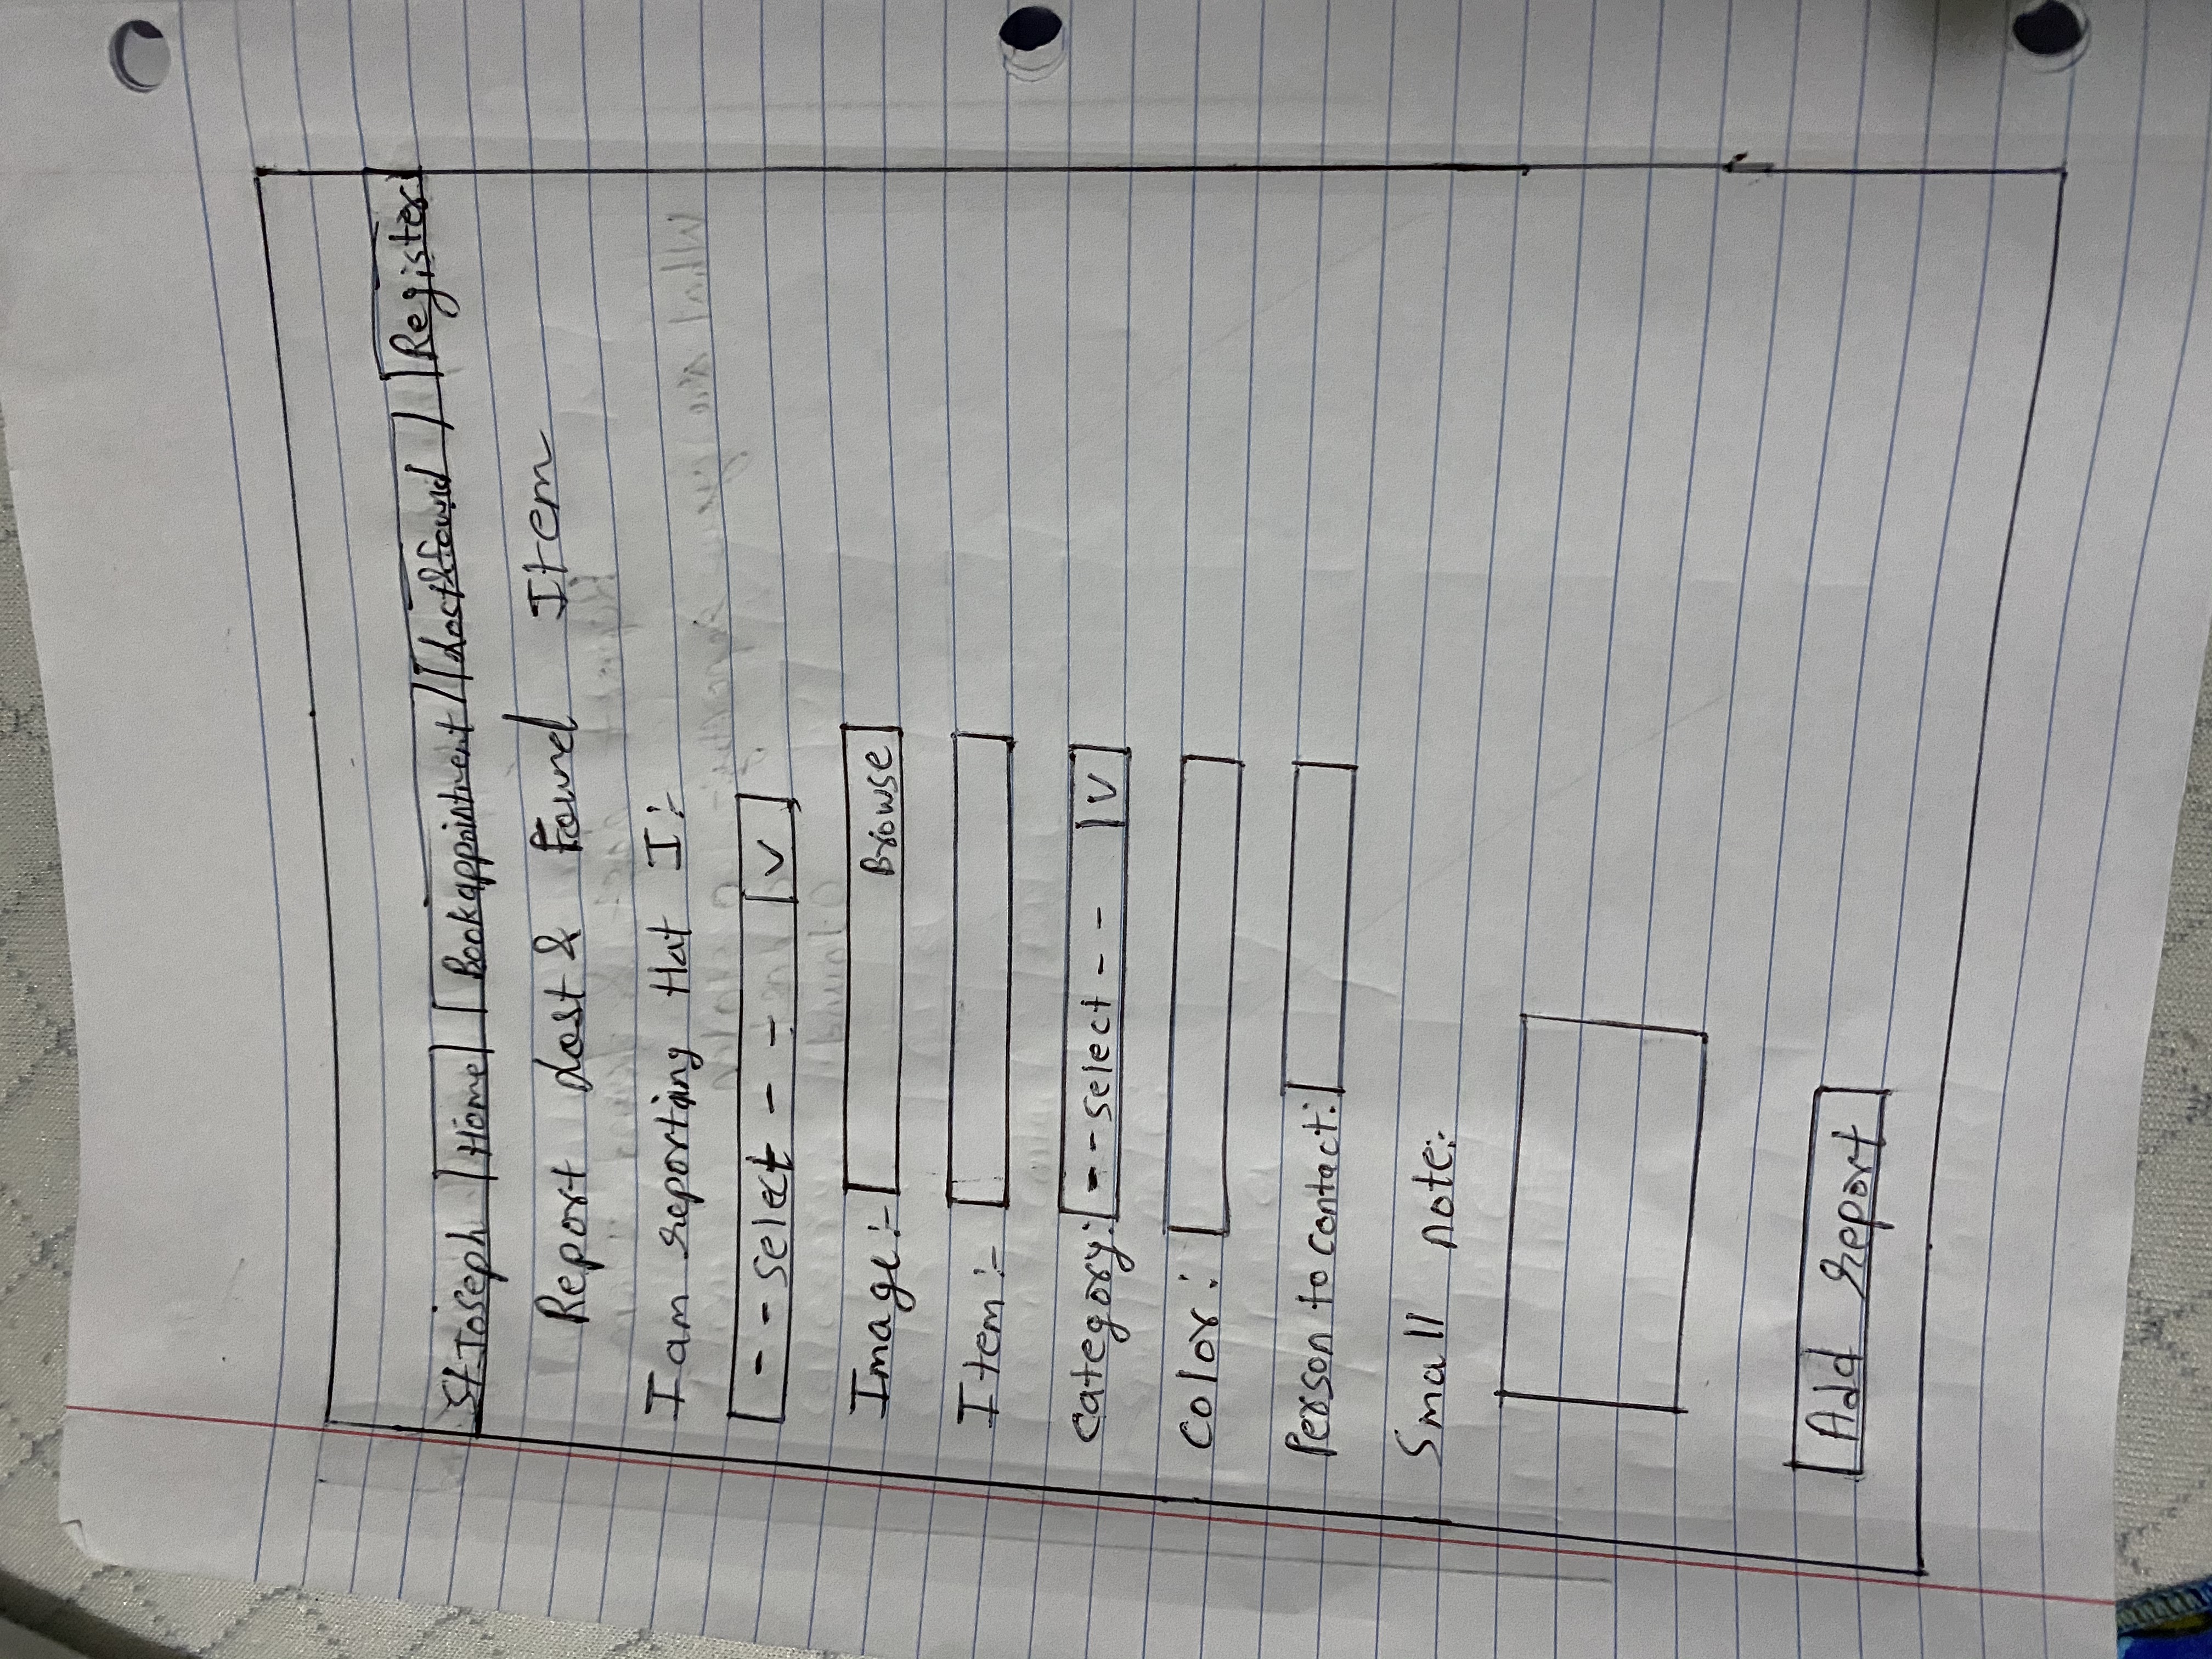 St. Joseph Home Book appointment Lost & found Register
Report Lost & Found Item
I am reporting that I :-
- - select - - V
Image :- Browse
Item :-
Category: - - select - - V
Color :
Person to contact:
Small note:-
Add report